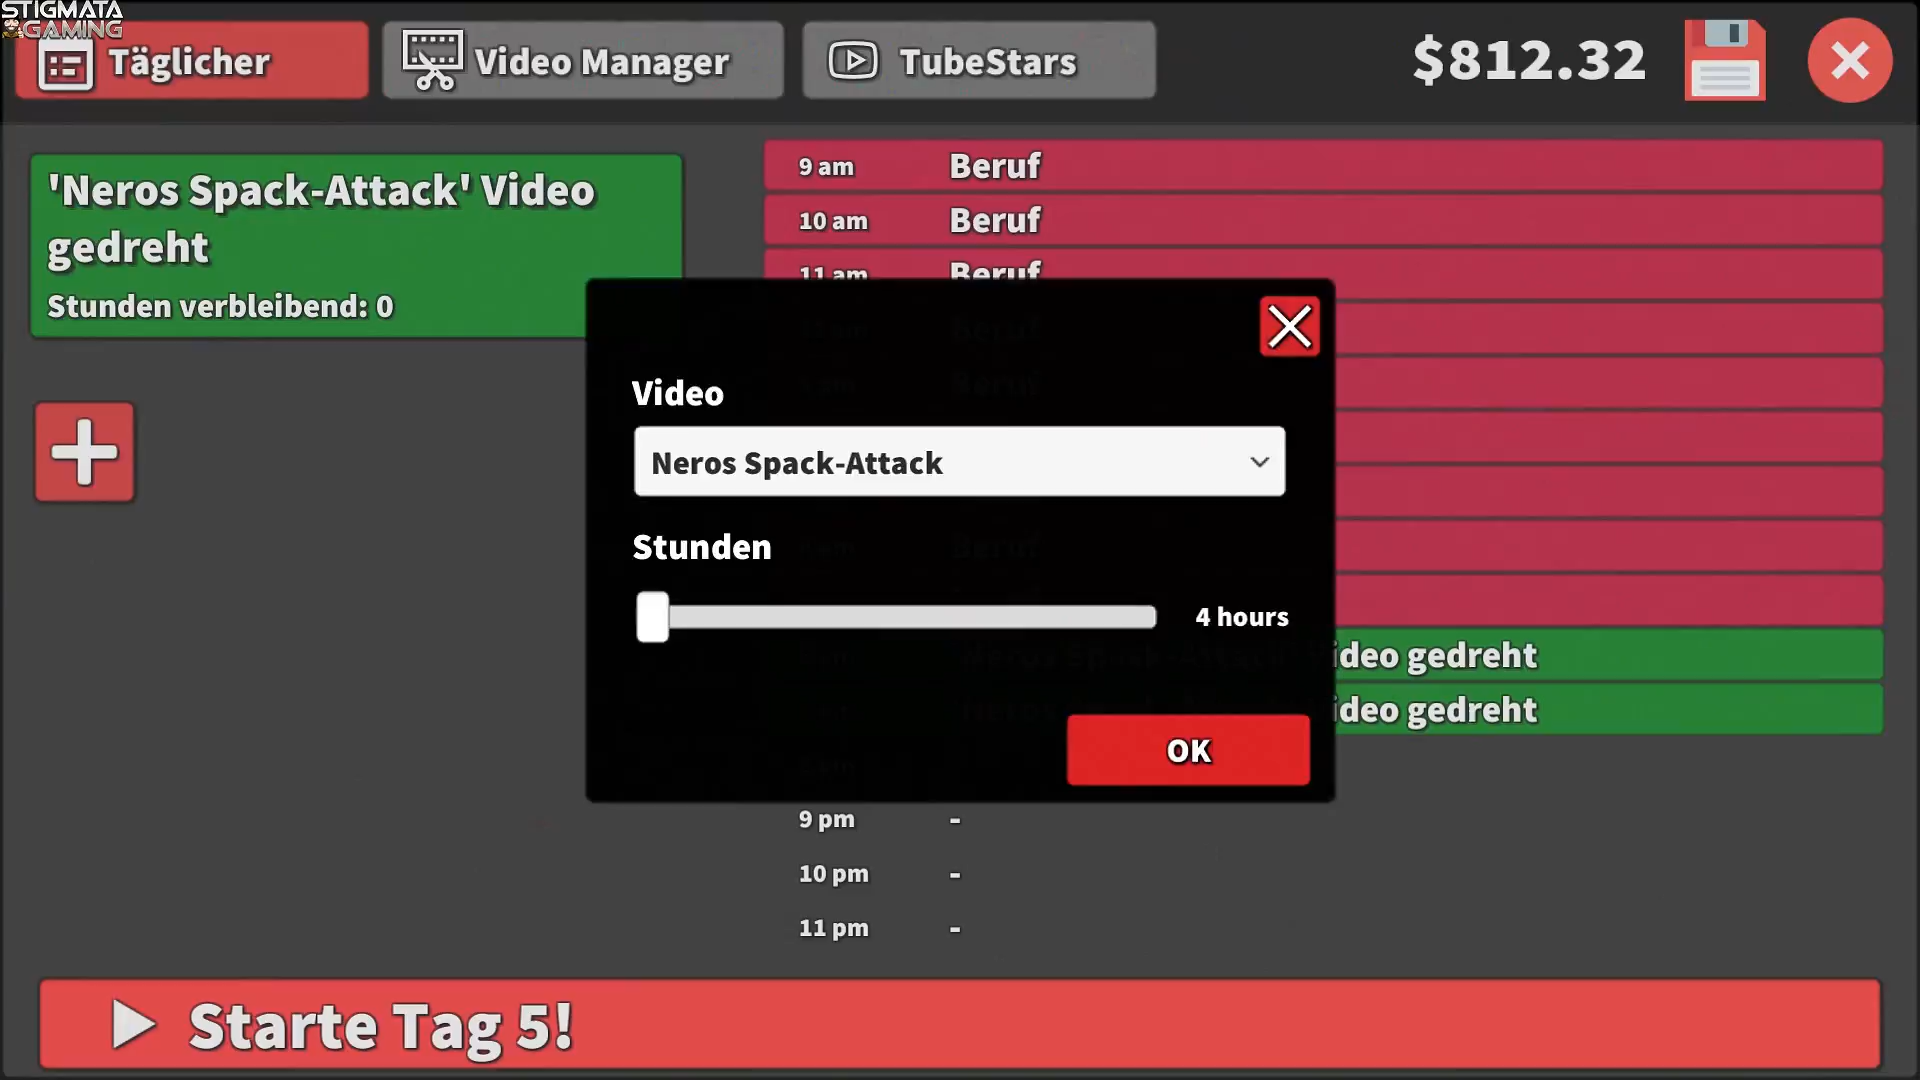 STIGMATA
GAMING
Täglicher
Video Manager
TubeStars
$812.32
'Neros Spack-Attack' Video
gedreht
Stunden verbleibend: 0
9 am Beruf
10 am Beruf
11 am Beruf
Video
Neros Spack-Attack
Stunden
4 hours
ideo gedreht
ideo gedreht
OK
9 pm -
10 pm -
11 pm -
Starte Tag 5!